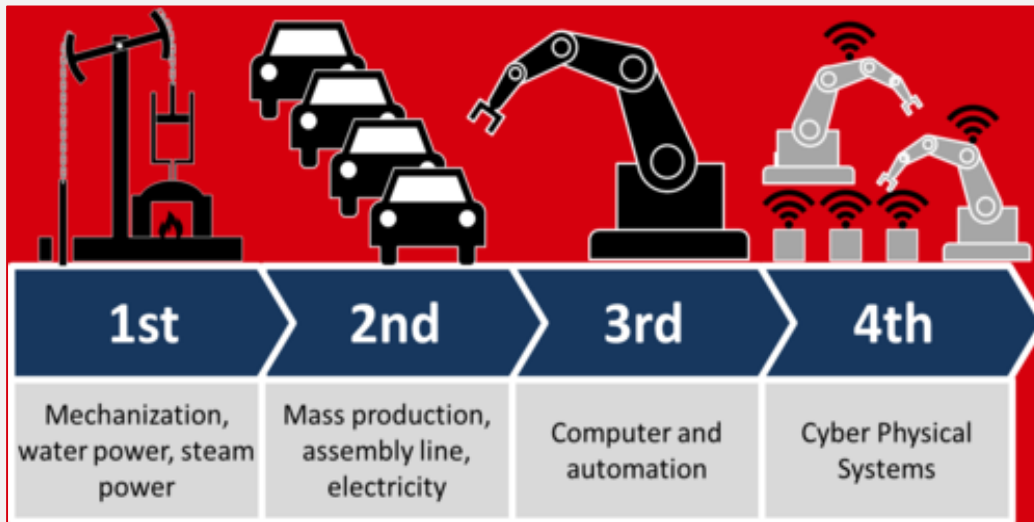 1st
2nd
3rd
4th
Mechanization,
water power, steam
power
Mass production,
assembly line,
electricity
Computer and
automation
Cyber Physical
Systems